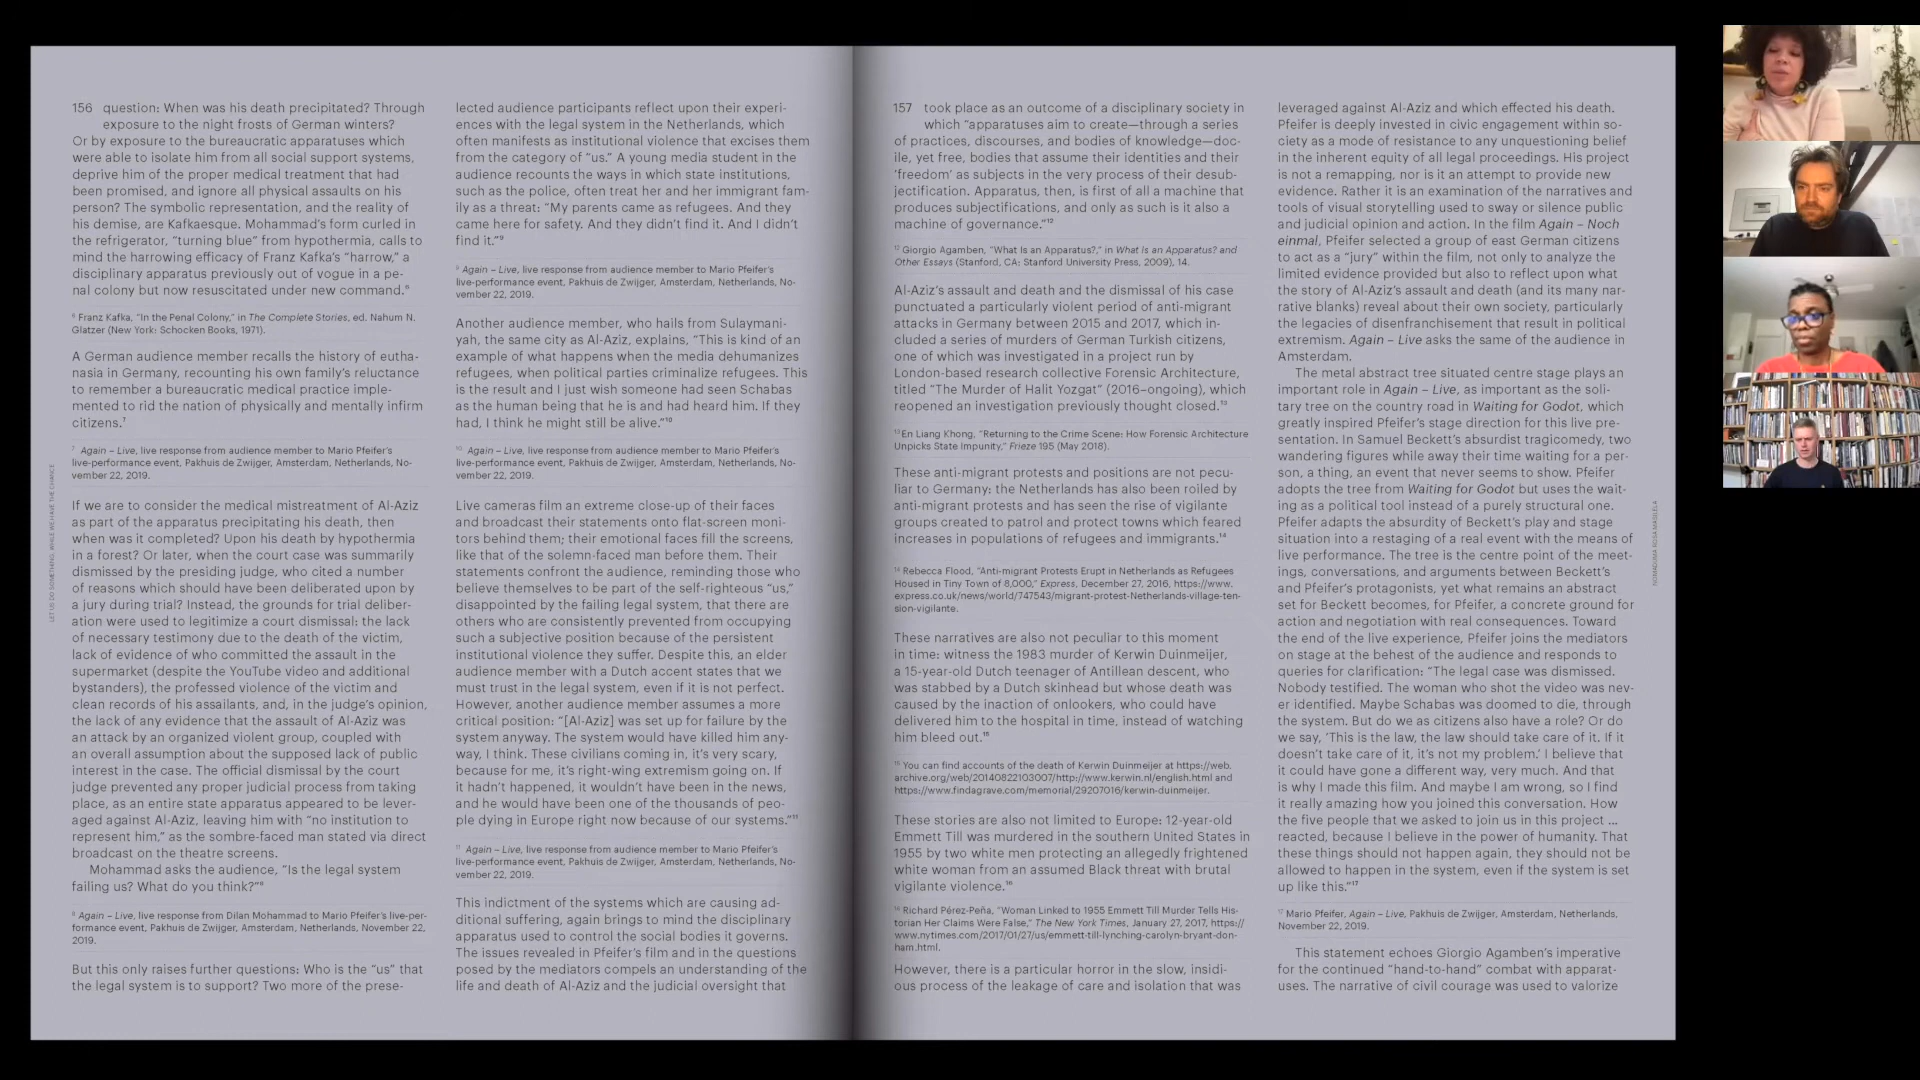 156 question: When was his death precipitated? Through
exposure to the night frosts of German winters?
Or by exposure to the bureaucratic apparatuses which
were able to isolate him from all social support systems,
deprive him of the proper medical treatment that had
been promised, and ignore all physical assaults on his
person? The symbolic representation, and the reality of
his demise, are Kafkaesque. Mohammad's form curled in
the refrigerator, “turning blue” from hypothermia, calls to
mind the harrowing efficacy of Franz Kafka's “harrow,” a
disciplinary apparatus previously out of vogue in a pe-
nal colony but now resuscitated under new command.⁶
⁶ Franz Kafka, “In the Penal Colony,” in The Complete Stories, ed. Nahum N.
Glatzer (New York: Schocken Books, 1971).
A German audience member recalls the history of eutha-
nasia in Germany, recounting his own family's reluctance
to remember a bureaucratic medical practice imple-
mented to rid the nation of physically and mentally infirm
citizens.⁷
⁷ Again – Live, live response from audience member to Mario Pfeifer's
live-performance event, Pakhuis de Zwijger, Amsterdam, Netherlands, No-
vember 22, 2019.
If we are to consider the medical mistreatment of Al-Aziz
as part of the apparatus precipitating his death, then
when was it completed? Upon his death by hypothermia
in a forest? Or later, when the court case was summarily
dismissed by the presiding judge, who cited a number
of reasons which should have been deliberated upon by
a jury during trial? Instead, the grounds for trial deliber-
ation were used to legitimize a court dismissal: the lack
of necessary testimony due to the death of the victim,
lack of evidence of who committed the assault in the
supermarket (despite the YouTube video and additional
bystanders), the professed violence of the victim and
clean records of his assailants, and, in the judge's opinion,
the lack of any evidence that the assault of Al-Aziz was
an attack by an organized violent group, coupled with
an overall assumption about the supposed lack of public
interest in the case. The official dismissal by the court
judge prevented any proper judicial process from taking
place, as an entire state apparatus appeared to be lever-
aged against Al-Aziz, leaving him with “no institution to
represent him,” as the sombre-faced man stated via direct
broadcast on the theatre screens.
Mohammad asks the audience, “Is the legal system
failing us? What do you think?”⁸
⁸ Again – Live, live response from Dilan Mohammad to Mario Pfeifer's live-per-
formance event, Pakhuis de Zwijger, Amsterdam, Netherlands, November 22,
2019.
But this only raises further questions: Who is the “us” that
the legal system is to support? Two more of the prese-
lected audience participants reflect upon their experi-
ences with the legal system in the Netherlands, which
often manifests as institutional violence that excises them
from the category of “us.” A young media student in the
audience recounts the ways in which state institutions,
such as the police, often treat her and her immigrant fam-
ily as a threat: “My parents came as refugees. And they
came here for safety. And they didn't find it. And I didn't
find it.”⁹
⁹ Again – Live, live response from audience member to Mario Pfeifer's
live-performance event, Pakhuis de Zwijger, Amsterdam, Netherlands, No-
vember 22, 2019.
Another audience member, who hails from Sulaymani-
yah, the same city as Al-Aziz, explains, “This is kind of an
example of what happens when the media dehumanizes
refugees, when political parties criminalize refugees. This
is the result and I just wish someone had seen Schabas
as the human being that he is and had heard him. If they
had, I think he might still be alive.”¹⁰
¹⁰ Again – Live, live response from audience member to Mario Pfeifer's
live-performance event, Pakhuis de Zwijger, Amsterdam, Netherlands, No-
vember 22, 2019.
Live cameras film an extreme close-up of their faces
and broadcast their statements onto flat-screen moni-
tors behind them; their emotional faces fill the screens,
like that of the solemn-faced man before them. Their
statements confront the audience, reminding those who
believe themselves to be part of the self-righteous “us,”
disappointed by the failing legal system, that there are
others who are consistently prevented from occupying
such a subjective position because of the persistent
institutional violence they suffer. Despite this, an elder
audience member with a Dutch accent states that we
must trust in the legal system, even if it is not perfect.
However, another audience member assumes a more
critical position: “[Al-Aziz] was set up for failure by the
system anyway. The system would have killed him any-
way, I think. These civilians coming in, it's very scary,
because for me, it's right-wing extremism going on. If
it hadn't happened, it wouldn't have been in the news,
and he would have been one of the thousands of peo-
ple dying in Europe right now because of our systems.”¹¹
¹¹ Again – Live, live response from audience member to Mario Pfeifer's
live-performance event, Pakhuis de Zwijger, Amsterdam, Netherlands, No-
vember 22, 2019.
This indictment of the systems which are causing ad-
ditional suffering, again brings to mind the disciplinary
apparatus used to control the social bodies it governs.
The issues revealed in Pfeifer's film and in the questions
posed by the mediators compels an understanding of the
life and death of Al-Aziz and the judicial oversight that
LET US DO SOMETHING, WHILE WE HAVE THE CHANCE
157 took place as an outcome of a disciplinary society in
which “apparatuses aim to create—through a series
of practices, discourses, and bodies of knowledge—doc-
ile, yet free, bodies that assume their identities and their
‘freedom’ as subjects in the very process of their desub-
jectification. Apparatus, then, is first of all a machine that
produces subjectifications, and only as such is it also a
machine of governance.”¹²
¹² Giorgio Agamben, “What Is an Apparatus?,” in What is an Apparatus? and
Other Essays (Stanford, CA: Stanford University Press, 2009), 14.
Al-Aziz's assault and death and the dismissal of his case
punctuated a particularly violent period of anti-migrant
attacks in Germany between 2015 and 2017, which in-
cluded a series of murders of German Turkish citizens,
one of which was investigated in a project run by
London-based research collective Forensic Architecture,
titled “The Murder of Halit Yozgat” (2016–ongoing), which
reopened an investigation previously thought closed.¹³
¹³ En Liang Khong, “Returning to the Crime Scene: How Forensic Architecture
Unpicks State Impunity,” Frieze 195 (May 2018).
These anti-migrant protests and positions are not pecu-
liar to Germany: the Netherlands has also been roiled by
anti-migrant protests and has seen the rise of vigilante
groups created to patrol and protect towns which feared
increases in populations of refugees and immigrants.¹⁴
¹⁴ Rebecca Flood, “Anti-migrant Protests Erupt in Netherlands as Refugees
Housed in Tiny Town of 8,000,” Express, December 27, 2016, https://www.
express.co.uk/news/world/747543/migrant-protest-Netherlands-village-ten-
sion-vigilante.
These narratives are also not peculiar to this moment
in time: witness the 1983 murder of Kerwin Duinmeijer,
a 15-year-old Dutch teenager of Antillean descent, who
was stabbed by a Dutch skinhead but whose death was
caused by the inaction of onlookers, who could have
delivered him to the hospital in time, instead of watching
him bleed out.¹⁵
¹⁵ You can find accounts of the death of Kerwin Duinmeijer at https://web.
archive.org/web/20140822103007/http://www.kerwin.nl/english.html and
https://www.findagrave.com/memorial/29207016/kerwin-duinmeijer.
These stories are also not limited to Europe: 12-year-old
Emmett Till was murdered in the southern United States in
1955 by two white men protecting an allegedly frightened
white woman from an assumed Black threat with brutal
vigilante violence.¹⁶
¹⁶ Richard Pérez-Peña, “Woman Linked to 1955 Emmett Till Murder Tells His-
torian Her Claims Were False,” The New York Times, January 27, 2017, https://
www.nytimes.com/2017/01/27/us/emmett-till-lynching-carolyn-bryant-don-
ham.html.
However, there is a particular horror in the slow, insidi-
ous process of the leakage of care and isolation that was
leveraged against Al-Aziz and which effected his death.
Pfeifer is deeply invested in civic engagement within so-
ciety as a mode of resistance to any unquestioning belief
in the inherent equity of all legal proceedings. His project
is not a remapping, nor is it an attempt to provide new
evidence. Rather it is an examination of the narratives and
tools of visual storytelling used to sway or silence public
and judicial opinion and action. In the film Again – Noch
einmal, Pfeifer selected a group of east German citizens
to act as a “jury” within the film, not only to analyze the
limited evidence provided but also to reflect upon what
the story of Al-Aziz's assault and death (and its many nar-
rative blanks) reveal about their own society, particularly
the legacies of disenfranchisement that result in political
extremism. Again – Live asks the same of the audience in
Amsterdam.
The metal abstract tree situated centre stage plays an
important role in Again – Live, as important as the soli-
tary tree on the country road in Waiting for Godot, which
greatly inspired Pfeifer's stage direction for this live pre-
sentation. In Samuel Beckett's absurdist tragicomedy, two
wandering figures while away their time waiting for a per-
son, a thing, an event that never seems to show. Pfeifer
adopts the tree from Waiting for Godot but uses the wait-
ing as a political tool instead of a purely structural one.
Pfeifer adapts the absurdity of Beckett's play and stage
situation into a restaging of a real event with the means of
live performance. The tree is the centre point of the meet-
ings, conversations, and arguments between Beckett's
and Pfeifer's protagonists, yet what remains an abstract
set for Beckett becomes, for Pfeifer, a concrete ground for
action and negotiation with real consequences. Toward
the end of the live experience, Pfeifer joins the mediators
on stage at the behest of the audience and responds to
queries for clarification: “The legal case was dismissed.
Nobody testified. The woman who shot the video was nev-
er identified. Maybe Schabas was doomed to die, through
the system. But do we as citizens also have a role? Or do
we say, ‘This is the law, the law should take care of it. If it
doesn't take care of it, it's not my problem.’ I believe that
it could have gone a different way, very much. And that
is why I made this film. And maybe I am wrong, so I find
it really amazing how you joined this conversation. How
the five people that we asked to join us in this project ...
reacted, because I believe in the power of humanity. That
these things should not happen again, they should not be
allowed to happen in the system, even if the system is set
up like this.”¹⁷
¹⁷ Mario Pfeifer, Again – Live, Pakhuis de Zwijger, Amsterdam, Netherlands,
November 22, 2019.
This statement echoes Giorgio Agamben's imperative
for the continued “hand-to-hand” combat with apparat-
uses. The narrative of civil courage was used to valorize